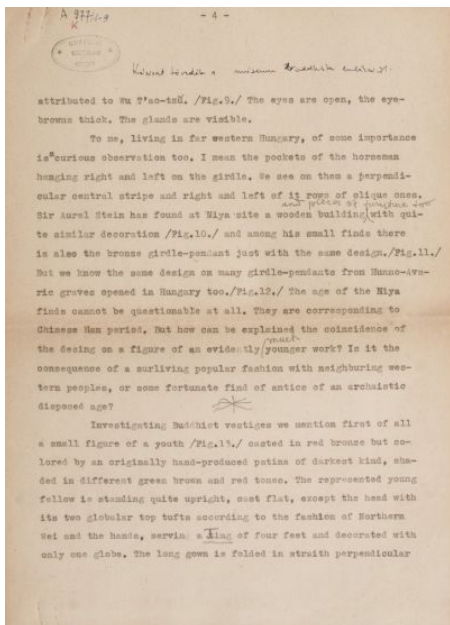 A 977/1-9
- 4 -
attributed to Wu T'ao-tzŭ. /Fig.9./ The eyes are open, the eye-
browns thick. The glands are visible.
To me, living in far western Hungary, of some importance
is "curious observation too. I mean the pockets of the horseman
hanging right and left on the girdle. We see on them a perpendi-
cular central stripe and right and left of it rows of olique ones.
and pieces of furniture too
Sir Aurel Stein has found at Niya site a wooden building with qui-
te similar decoration /Fig.10./ and among his small finds there
is also the bronze girdle-pendant just with the same design./Fig.11./
But we know the same design on many girdle-pendants from Hunno-Ava-
ric graves opened in Hungary too./Fig.12./ The age of the Niya
finds cannot be questionable at all. They are corresponding to
Chinese Han period. But how can be explained the coincidence of
much
the desing on a figure of an evidently younger work? Is it the
consequence of a surliving popular fashion with neighburing wes-
tern peoples, or some fortunate find of antice of an archaistic
disposed age?
Investigating Buddhist vestiges we mention first of all
a small figure of a youth /Fig.13./ casted in red bronze but co-
lored by an originally hand-produced patina of darkest kind, sha-
ded in different green brown and red tones. The represented young
fellow is standing quite upright, cast flat, except the head with
its two globular top tufts according to the fashion of Northern
Wei and the hands, serving a Ting of four feet and decorated with
only one globe. The long gown is folded in straith perpendicular